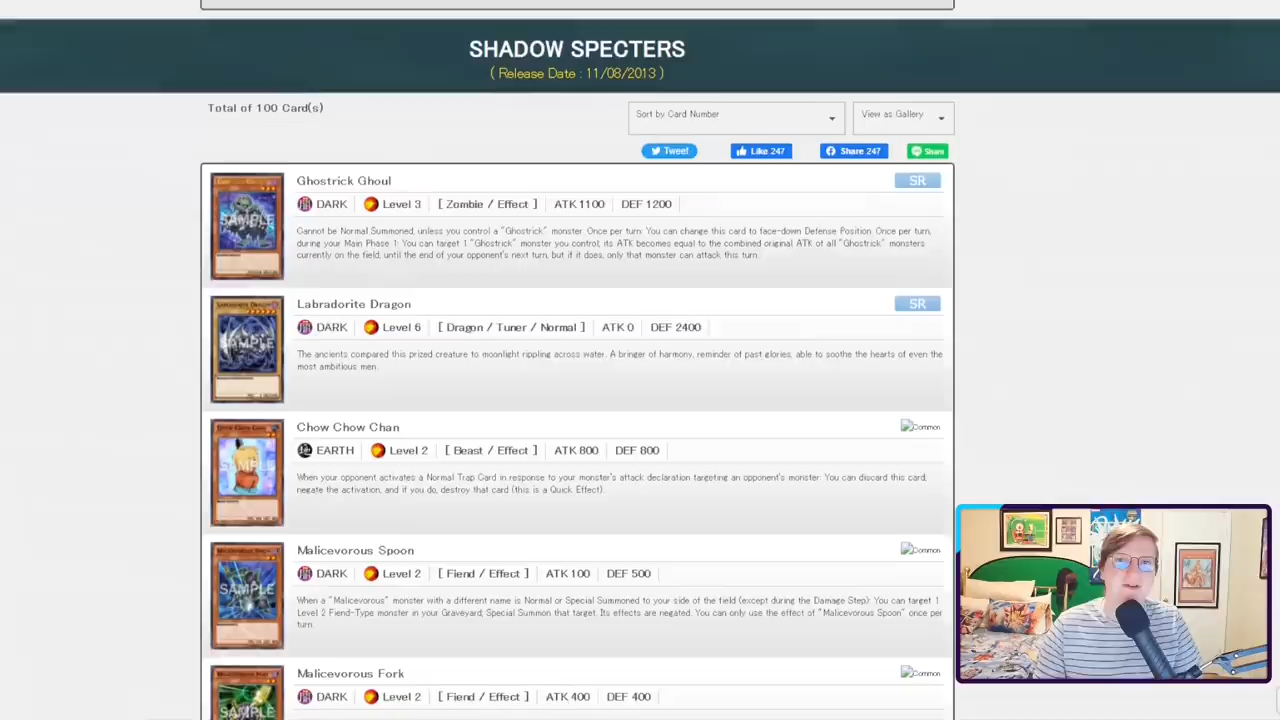 SHADOW SPECTERS
( Release Date : 11/08/2013 )
Total of 100 Card(s)
Sort by Card Number
View as Gallery
Tweet
Like 247
Share 247
Share
Ghostrick Ghoul
SR
DARK Level 3 [ Zombie / Effect ] ATK 1100 DEF 1200
Cannot be Normal Summoned, unless you control a "Ghostrick" monster. Once per turn: You can change this card to face-down Defense Position. Once per turn,
during your Main Phase 1: You can target 1 "Ghostrick" monster you control; its ATK becomes equal to the combined original ATK of all "Ghostrick" monsters
currently on the field, until the end of your opponent's next turn, but if it does, only that monster can attack this turn.
SAMPLE
Labradorite Dragon
SR
DARK Level 6 [ Dragon / Tuner / Normal ] ATK 0 DEF 2400
The ancients compared this prized creature to moonlight rippling across water. A bringer of harmony, reminder of past glories, able to soothe the hearts of even the
most ambitious men.
SAMPLE
Chow Chow Chan
Common
EARTH Level 2 [ Beast / Effect ] ATK 800 DEF 800
When your opponent activates a Normal Trap Card in response to your monster's attack declaration targeting an opponent's monster: You can discard this card;
negate the activation, and if you do, destroy that card (this is a Quick Effect).
SAMPLE
Malicevorous Spoon
Common
DARK Level 2 [ Fiend / Effect ] ATK 100 DEF 500
When a "Malicevorous" monster with a different name is Normal or Special Summoned to your side of the field (except during the Damage Step): You can target 1
Level 2 Fiend-Type monster in your Graveyard; Special Summon that target. Its effects are negated. You can only use the effect of "Malicevorous Spoon" once per
turn.
SAMPLE
Malicevorous Fork
Common
DARK Level 2 [ Fiend / Effect ] ATK 400 DEF 400
SAMPLE